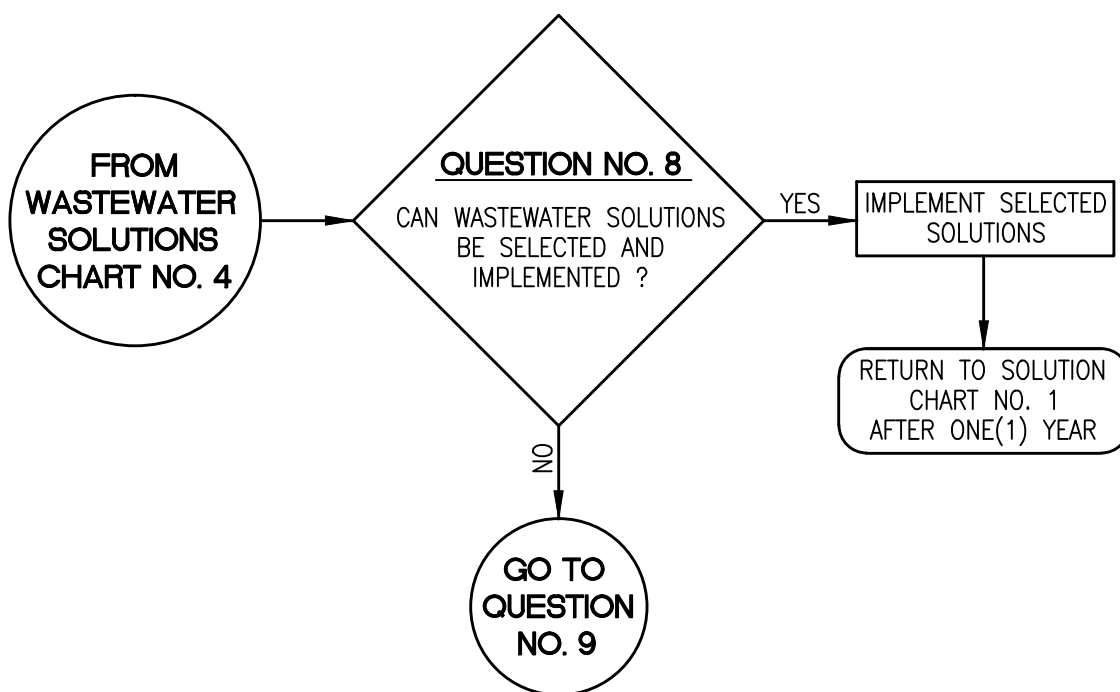 FROM
WASTEWATER
SOLUTIONS
CHART NO. 4
QUESTION NO. 8
CAN WASTEWATER SOLUTIONS
BE SELECTED AND
IMPLEMENTED ?
YES
IMPLEMENT SELECTED
SOLUTIONS
RETURN TO SOLUTION
CHART NO. 1
AFTER ONE(1) YEAR
NO
GO TO
QUESTION
NO. 9